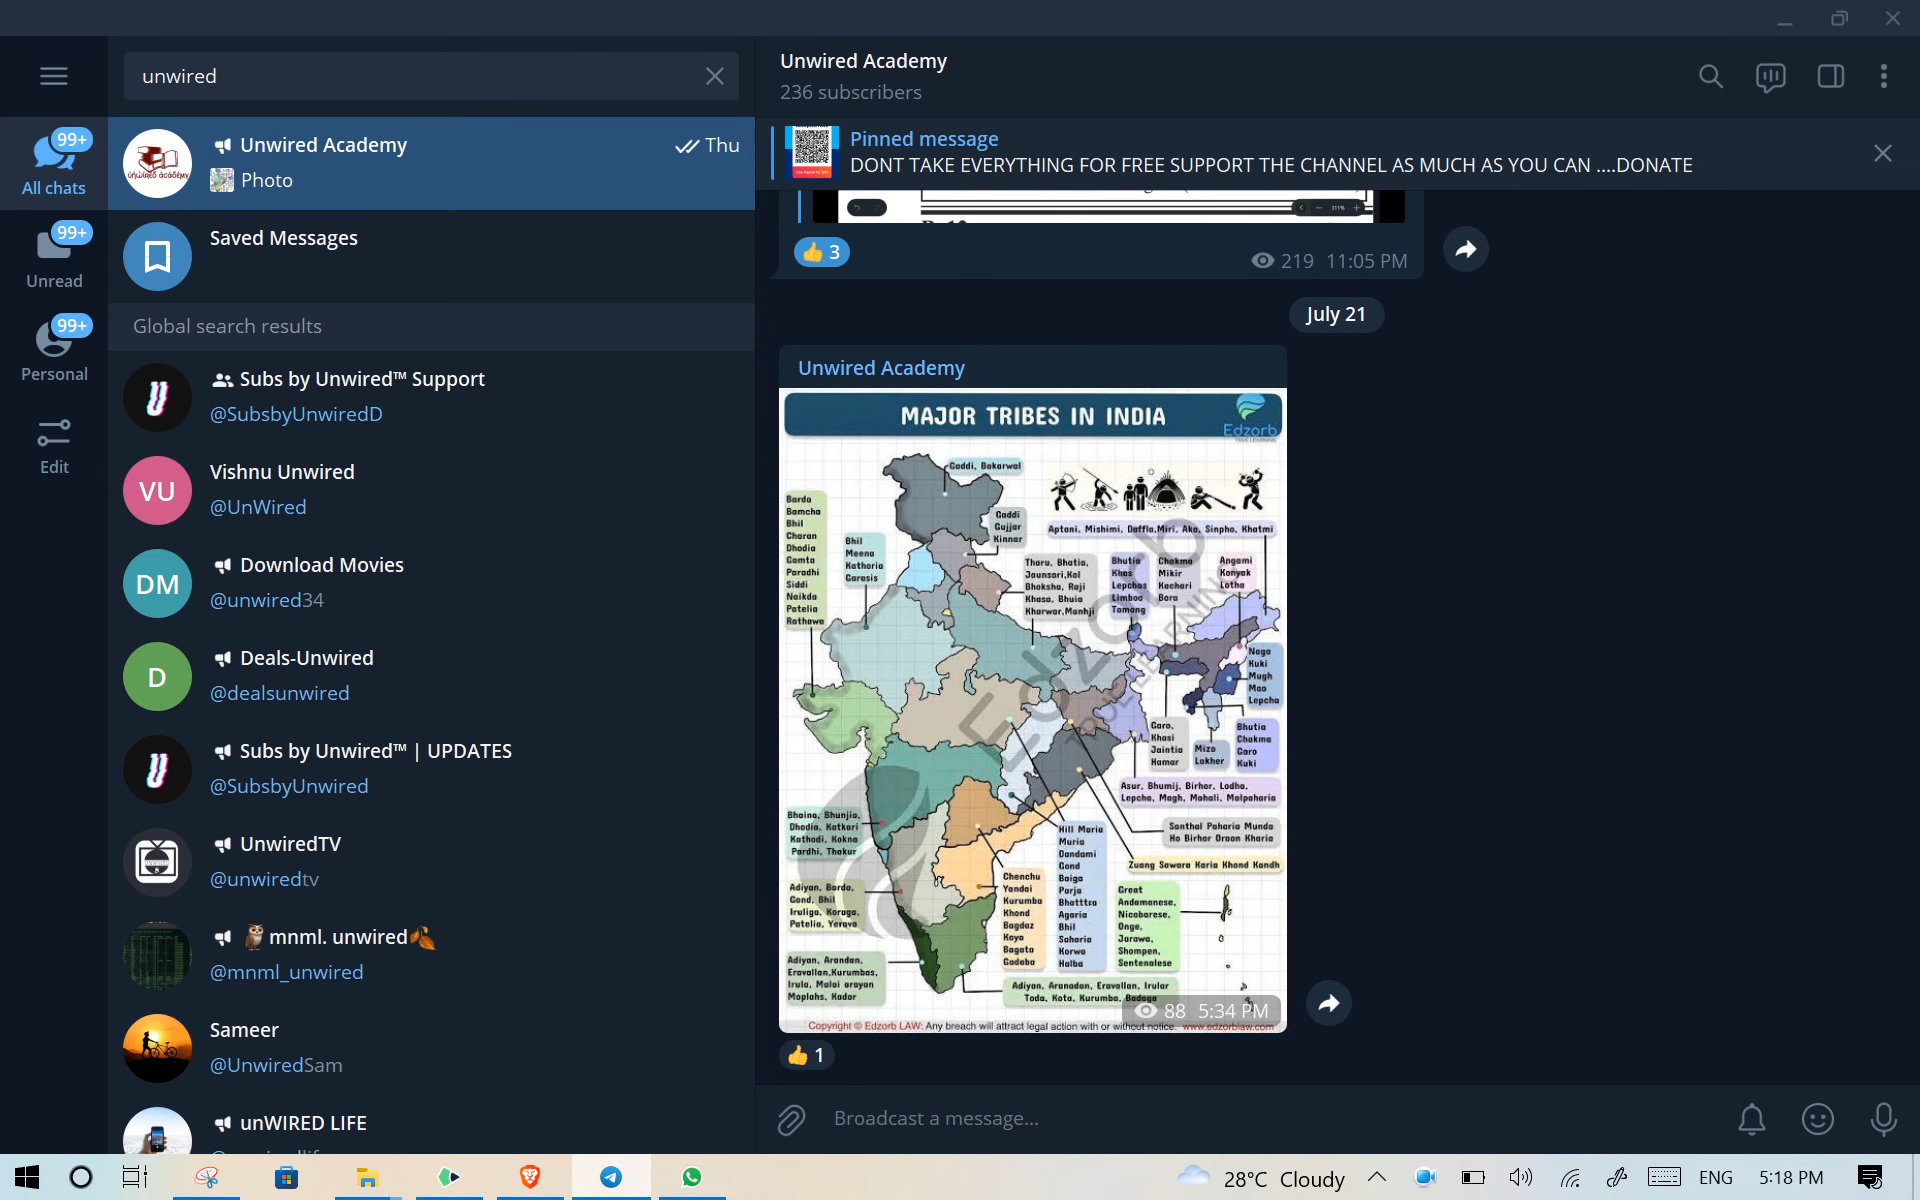 unwired
99+
All chats
99+
Unread
99+
Personal
Edit
Unwired Academy
Thu
Photo
Saved Messages
Global search results
Subs by Unwired™ Support
@SubsbyUnwiredD
VU
Vishnu Unwired
@UnWired
DM
Download Movies
@unwired34
D
Deals-Unwired
@dealsunwired
Subs by Unwired™ | UPDATES
@SubsbyUnwired
UnwiredTV
@unwiredtv
mnml. unwired
@mnml_unwired
Sameer
@UnwiredSam
unWIRED LIFE
Unwired Academy
236 subscribers
Pinned message
DONT TAKE EVERYTHING FOR FREE SUPPORT THE CHANNEL AS MUCH AS YOU CAN ....DONATE
3
219 11:05 PM
July 21
Unwired Academy
MAJOR TRIBES IN INDIA
Edzorb
Gaddi, Bakarwal
Gaddi
Gujjar
Kinnar
Aptani, Mishimi, Daffla,Miri, Aka, Sinpho, Khatmi
Barda
Bamcha
Bhil
Charan
Dhodia
Gamta
Paradhi
Siddi
Naikda
Patelia
Rathawa
Bhil
Meena
Kathoria
Garasis
Tharu, Bhatia,
Jaunsari,Kol
Bhoksha, Raji
Khasa, Bhuia
Kharwar,Manhji
Bhutia
Khas
Lepchas
Limboo
Tamang
Chakma
Mikir
Kachari
Bora
Angami
Konyak
Lotha
Naga
Kuki
Mugh
Mao
Lepcha
Garo,
Khasi
Jaintia
Hamar
Mizo
Lakher
Bhutia
Chakma
Garo
Kuki
Asur, Bhumij, Birhor, Lodha,
Lepcha, Magh, Mahali, Malpaharia
Santhal Paharia Munda
Ho Birhor Oraon Kharia
Zuang Sawara Karia Khond Kandh
Bhaina, Bhunjia,
Dhodia, Katkari
Kathodi, Kokna
Pardhi, Thakur
Adiyan, Barda,
Gond, Bhil
Iruliga, Koraga,
Patelia, Yerava
Adiyan, Arandan,
Eravallan,Kurumbas,
Irula, Malai arayan
Moplahs, Kadar
Chenchu
Yandai
Kurumba
Khond
Bagdaz
Koya
Bagata
Gadaba
Hill Maria
Muria
Dandami
Gond
Baiga
Parja
Bhatttra
Agaria
Bhil
Saharia
Korwa
Halba
Great
Andamanese,
Nicobarese,
Onge,
Jarawa,
Shompen,
Sentenalese
Adiyan, Aranadan, Eravallan, Irular
Toda, Kota, Kurumba, Badaga
88 5:34 PM
Copyright © Edzorb LAW: Any breach will attract legal action with or without notice. www.edzorblaw.com
1
Broadcast a message...
28°C Cloudy
ENG
5:18 PM